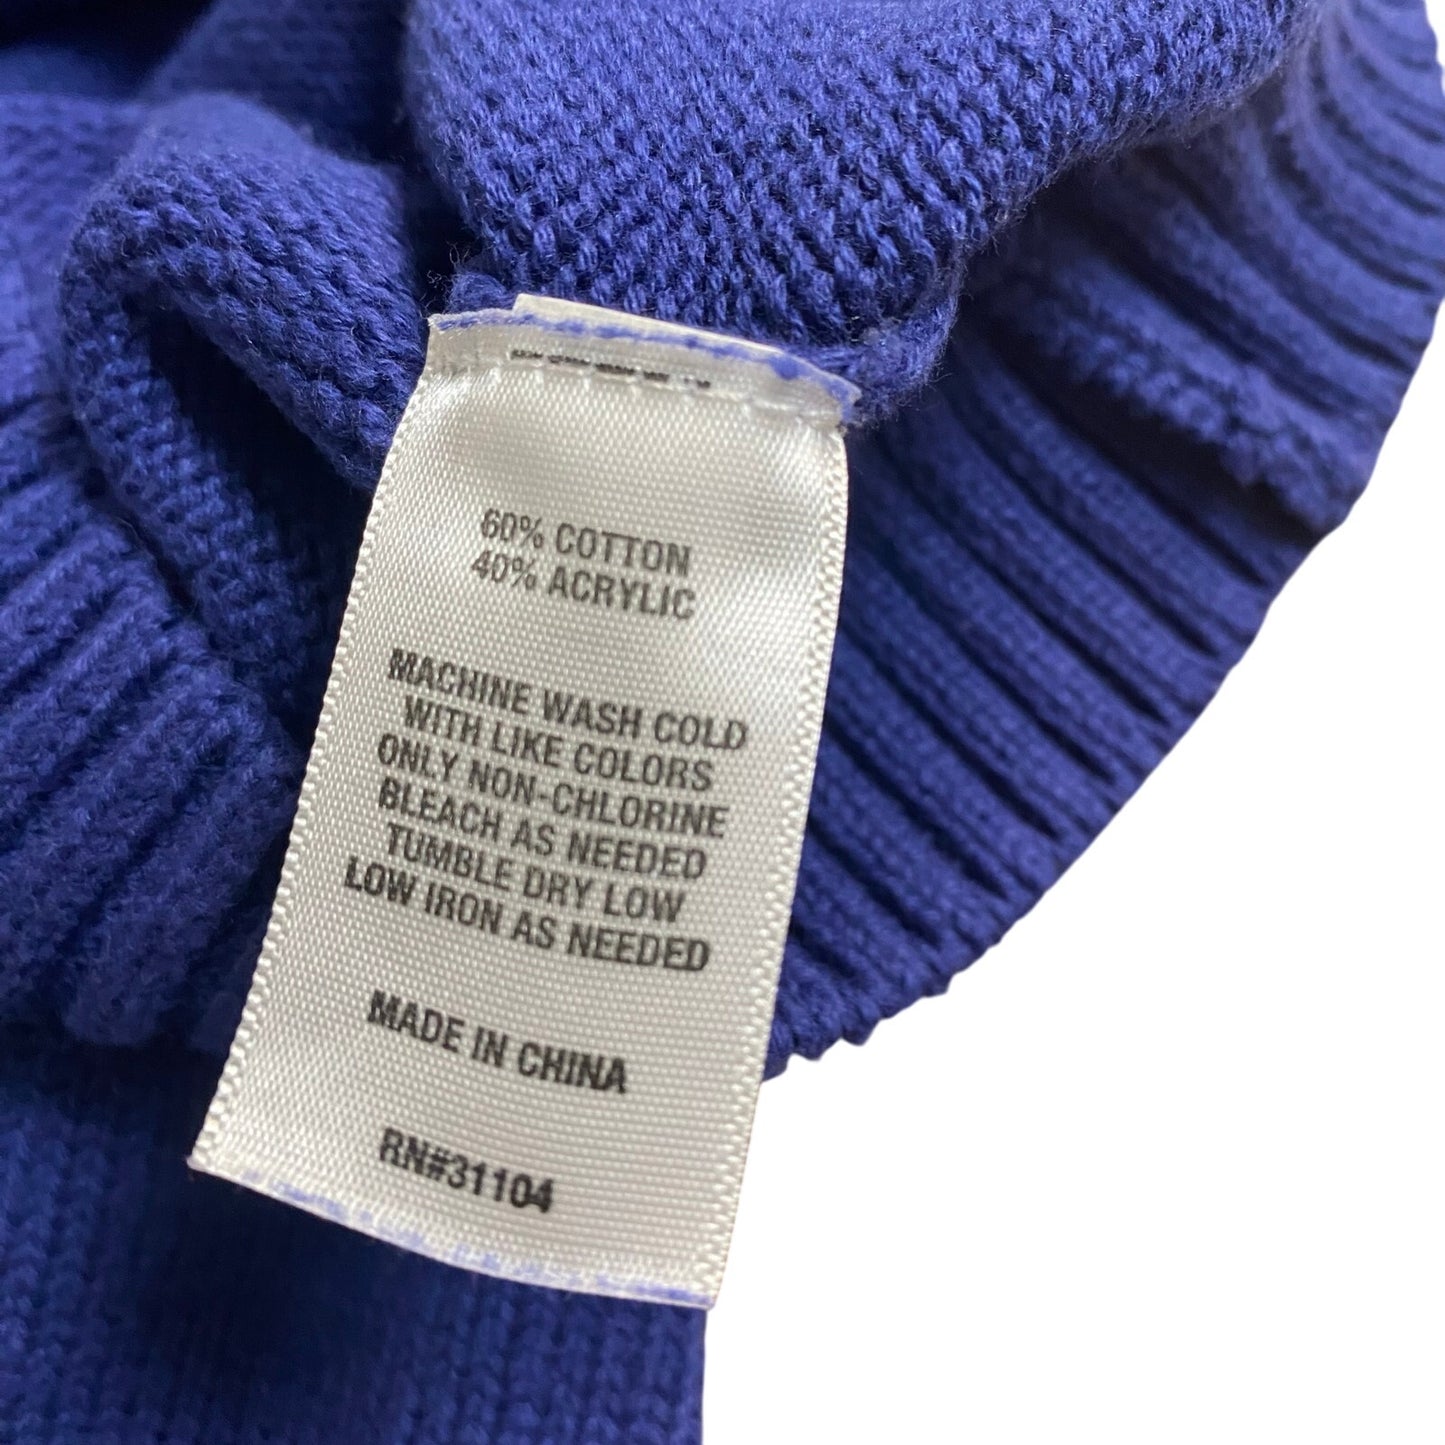 60% COTTON
40% ACRYLIC
MACHINE WASH COLD
WITH LIKE COLORS
ONLY NON-CHLORINE
BLEACH AS NEEDED
TUMBLE DRY LOW
LOW IRON AS NEEDED
MADE IN CHINA
RN#31104